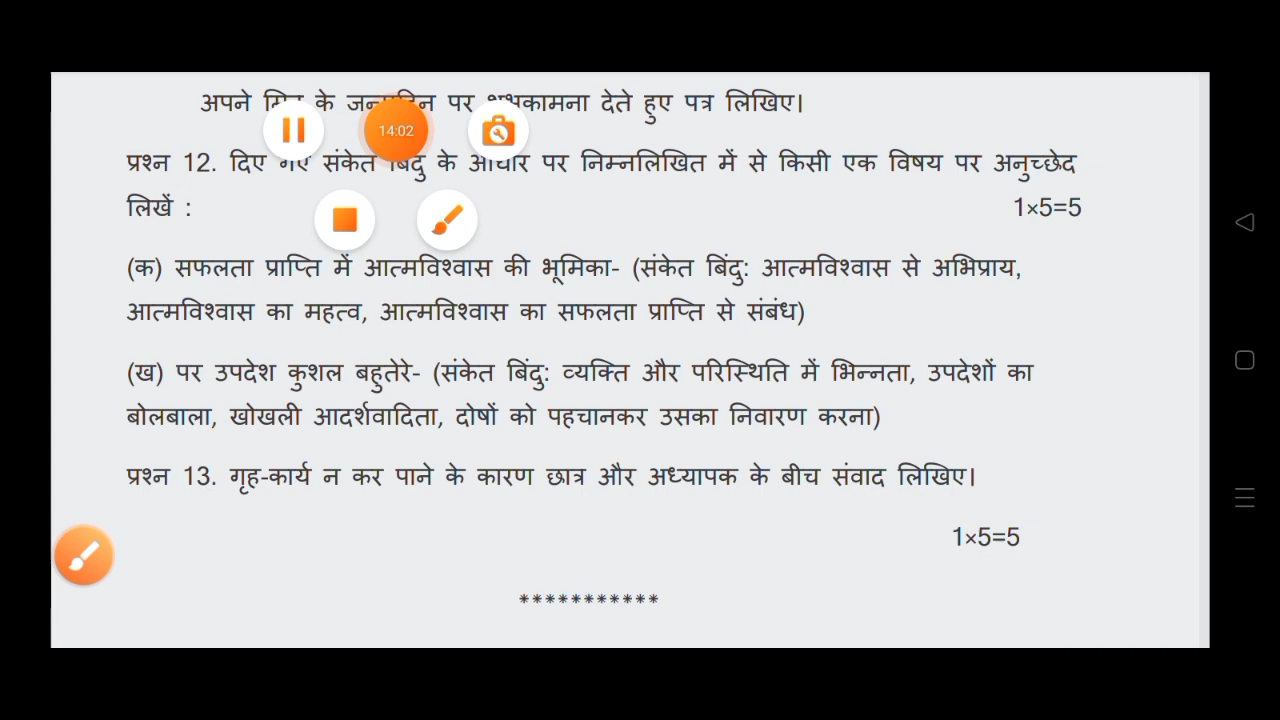 अपने के पर देते हुए पत्र लिखिए।
14:02
प्रश्न 12. दिए गए संकेत बिंदु के आधार पर निम्नलिखित में से किसी एक विषय पर अनुच्छेद
लिखें : 1×5=5
(क) सफलता प्राप्ति में आत्मविश्वास की भूमिका- (संकेत बिंदु: आत्मविश्वास से अभिप्राय,
आत्मविश्वास का महत्व, आत्मविश्वास का सफलता प्राप्ति से संबंध)
(ख) पर उपदेश कुशल बहुतेरे- (संकेत बिंदु: व्यक्ति और परिस्थिति में भिन्नता, उपदेशों का
बोलबाला, खोखली आदर्शवादिता, दोषों को पहचानकर उसका निवारण करना)
प्रश्न 13. गृह-कार्य न कर पाने के कारण छात्र और अध्यापक के बीच संवाद लिखिए।
1×5=5
***********